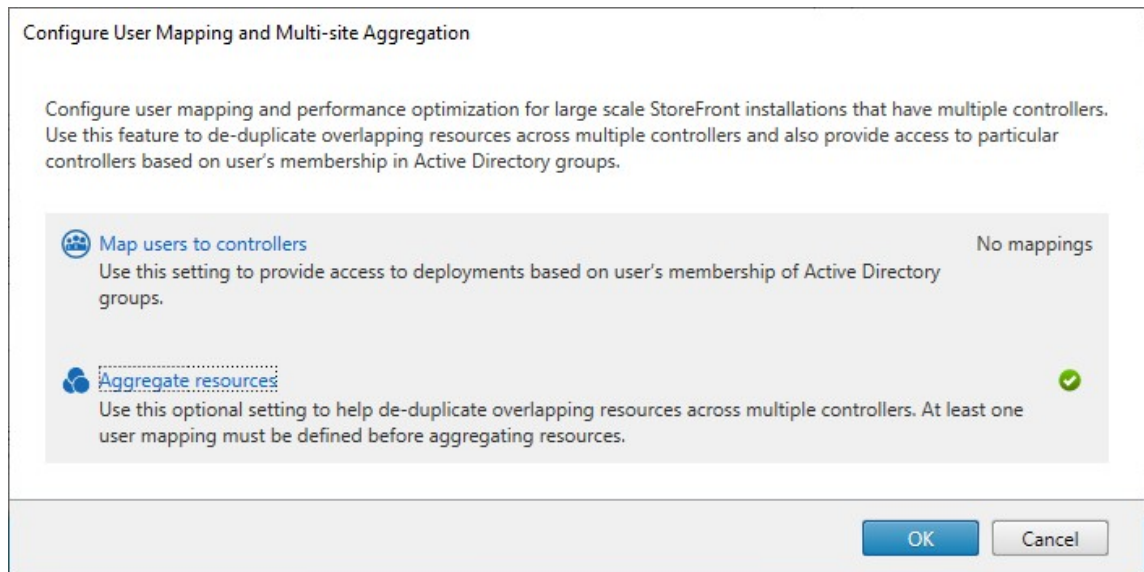 Configure User Mapping and Multi-site Aggregation
Configure user mapping and performance optimization for large scale StoreFront installations that have multiple controllers.
Use this feature to de-duplicate overlapping resources across multiple controllers and also provide access to particular
controllers based on user's membership in Active Directory groups.
Map users to controllers
No mappings
Use this setting to provide access to deployments based on user's membership of Active Directory
groups.
Aggregate resources
Use this optional setting to help de-duplicate overlapping resources across multiple controllers. At least one
user mapping must be defined before aggregating resources.
OK
Cancel